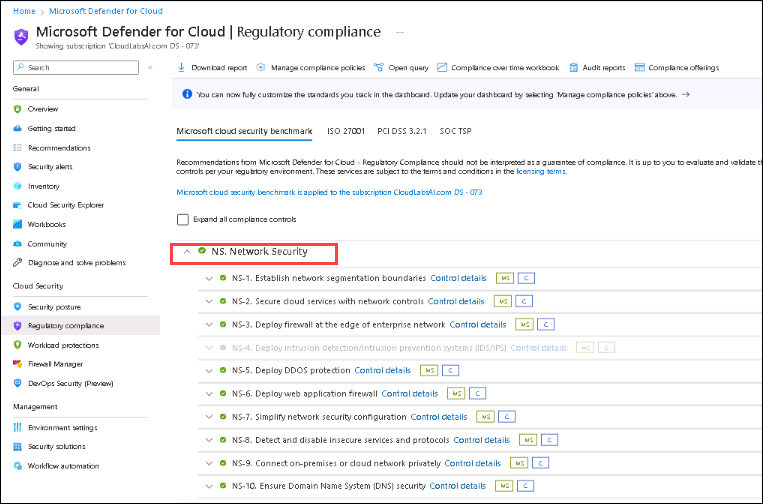 Home > Microsoft Defender for Cloud
Microsoft Defender for Cloud | Regulatory compliance ...
Showing subscription 'CloudLabsAI.com DS - 073'
Search «
Download report Manage compliance policies Open query Compliance over time workbook Audit reports Compliance offerings
You can now fully customize the standards you track in the dashboard. Update your dashboard by selecting 'Manage compliance policies' above. →
General
Overview
Getting started
Recommendations
Security alerts
Inventory
Cloud Security Explorer
Workbooks
Community
Diagnose and solve problems
Cloud Security
Security posture
Regulatory compliance
Workload protections
Firewall Manager
DevOps Security (Preview)
Management
Environment settings
Security solutions
Workflow automation
Microsoft cloud security benchmark ISO 27001 PCI DSS 3.2.1 SOC TSP
Recommendations from Microsoft Defender for Cloud - Regulatory Compliance should not be interpreted as a guarantee of compliance. It is up to you to evaluate and validate th
controls per your regulatory environment. These services are subject to the terms and conditions in the licensing terms.
Microsoft cloud security benchmark is applied to the subscription CloudLabsAI.com DS - 073
Expand all compliance controls
NS. Network Security
NS-1. Establish network segmentation boundaries Control details MS C
NS-2. Secure cloud services with network controls Control details MS C
NS-3. Deploy firewall at the edge of enterprise network Control details MS C
NS-4. Deploy intrusion detection/intrusion prevention systems (IDS/IPS) Control details MS C
NS-5. Deploy DDOS protection Control details MS C
NS-6. Deploy web application firewall Control details MS C
NS-7. Simplify network security configuration Control details MS C
NS-8. Detect and disable insecure services and protocols Control details MS C
NS-9. Connect on-premises or cloud network privately Control details MS C
NS-10. Ensure Domain Name System (DNS) security Control details MS C